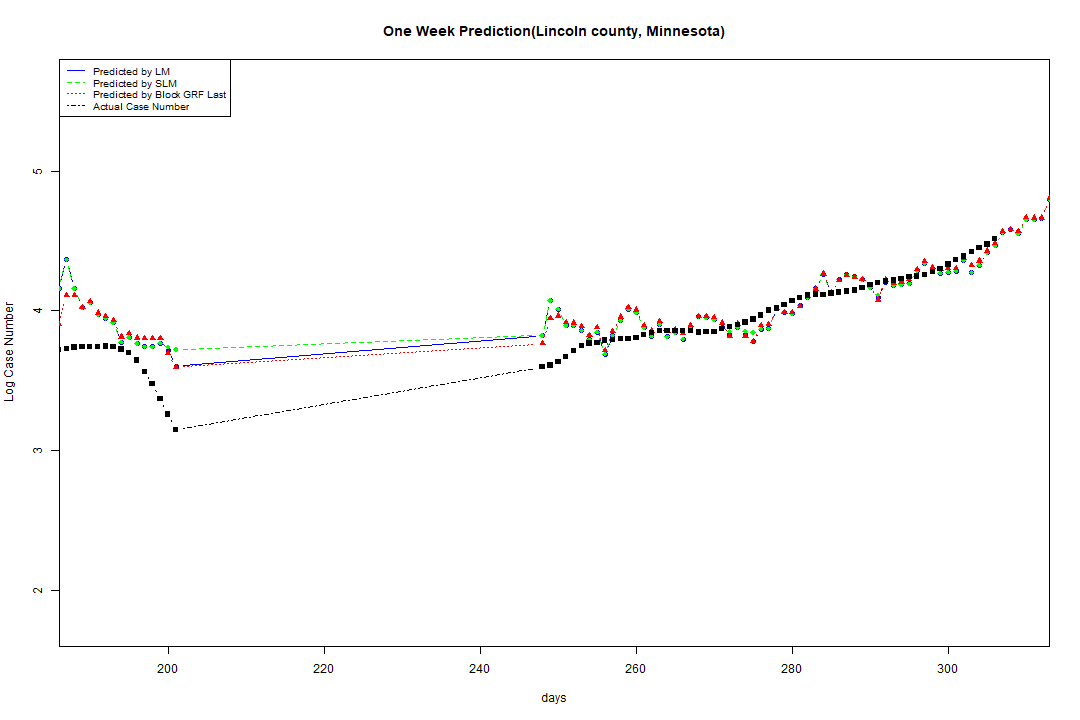 One Week Prediction(Lincoln county, Minnesota)
Predicted by LM
Predicted by SLM
Predicted by Block GRF Last
Actual Case Number
Log Case Number
5
4
3
2
200 220 240 260 280 300
days